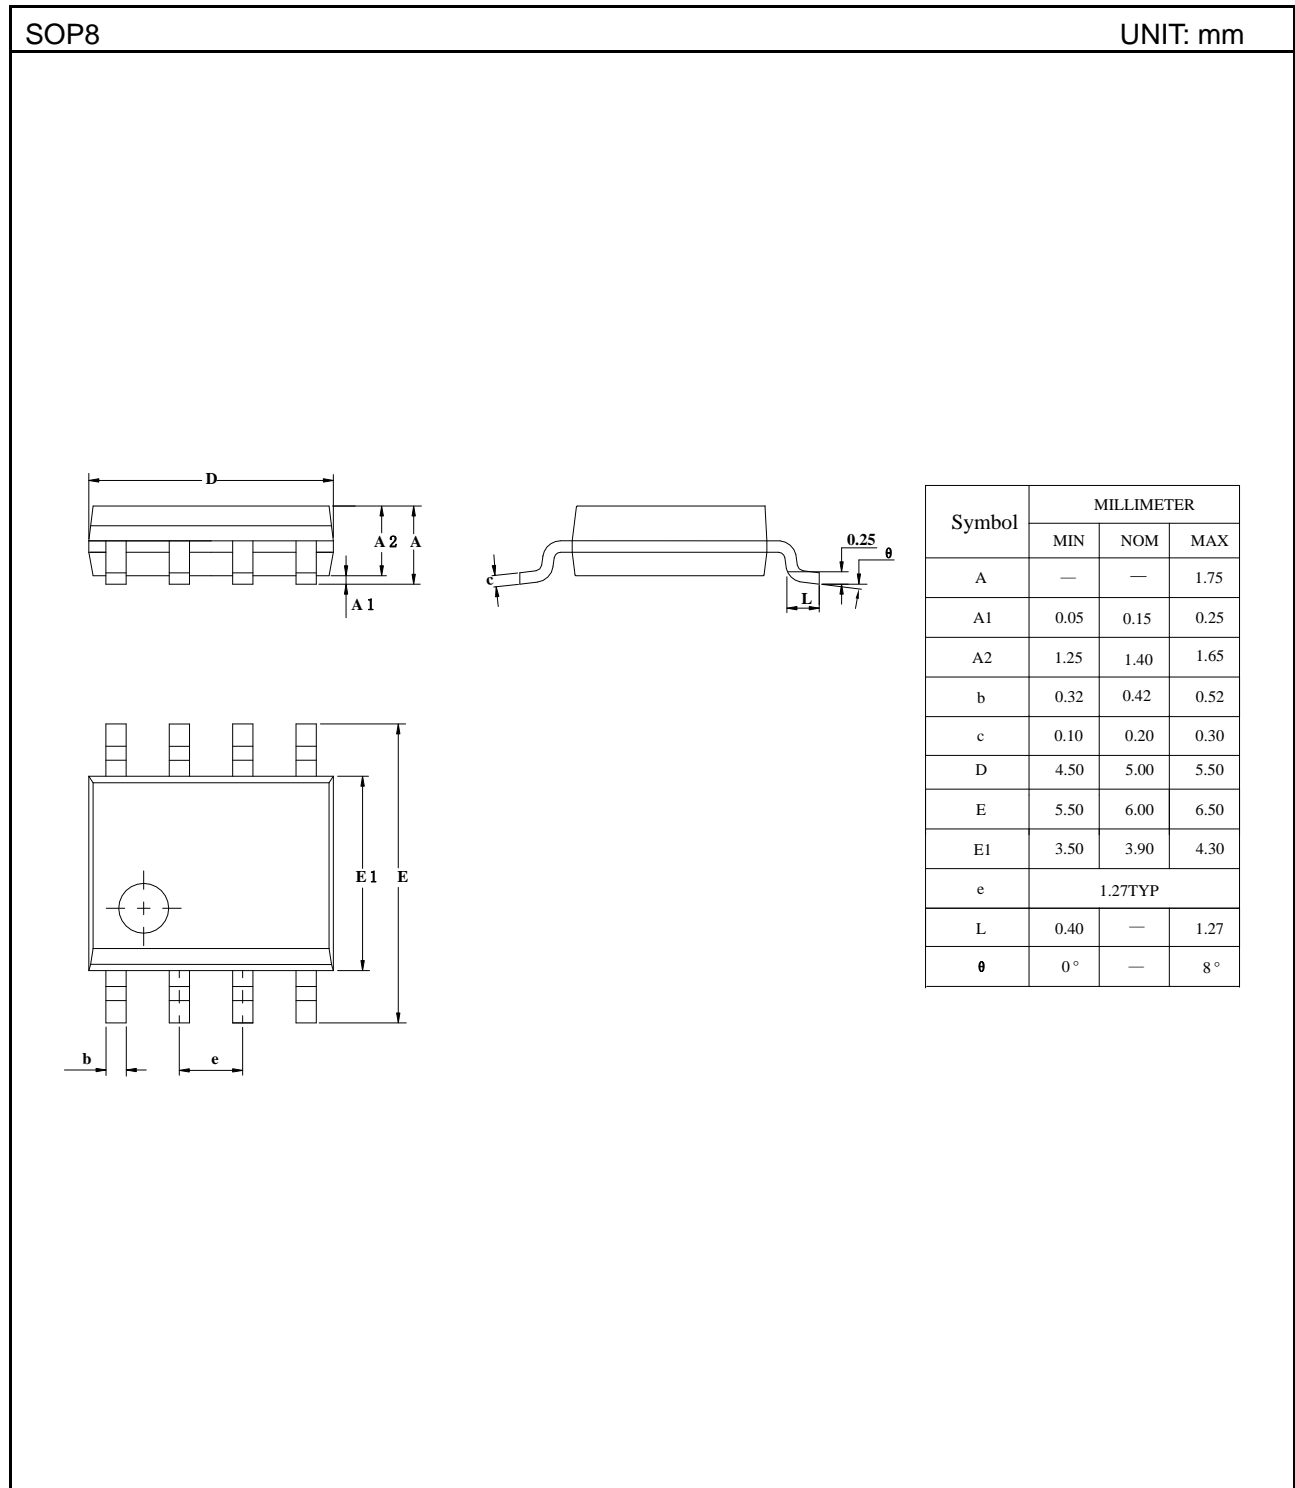 SOP8 UNIT: mm
D
A 2 A
A 1
c
0.25
θ
L
E 1 E
b
e
Symbol MILLIMETER
MIN NOM MAX
A — — 1.75
A1 0.05 0.15 0.25
A2 1.25 1.40 1.65
b 0.32 0.42 0.52
c 0.10 0.20 0.30
D 4.50 5.00 5.50
E 5.50 6.00 6.50
E1 3.50 3.90 4.30
e 1.27TYP
L 0.40 — 1.27
θ 0° — 8°